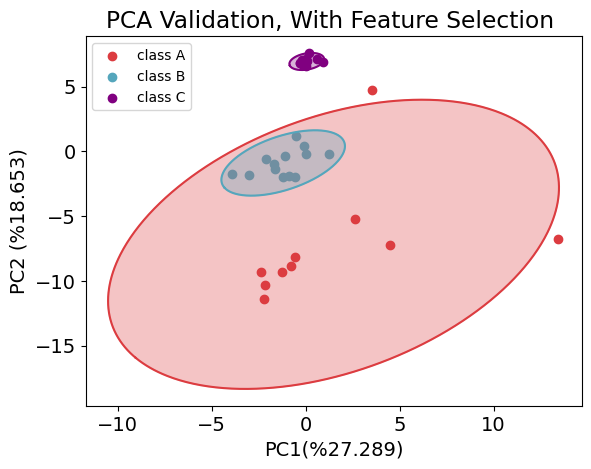 PCA Validation, With Feature Selection
class A
class B
class C
5
0
−5
−10
−15
PC2 (%18.653)
−10
−5
0
5
10
PC1(%27.289)